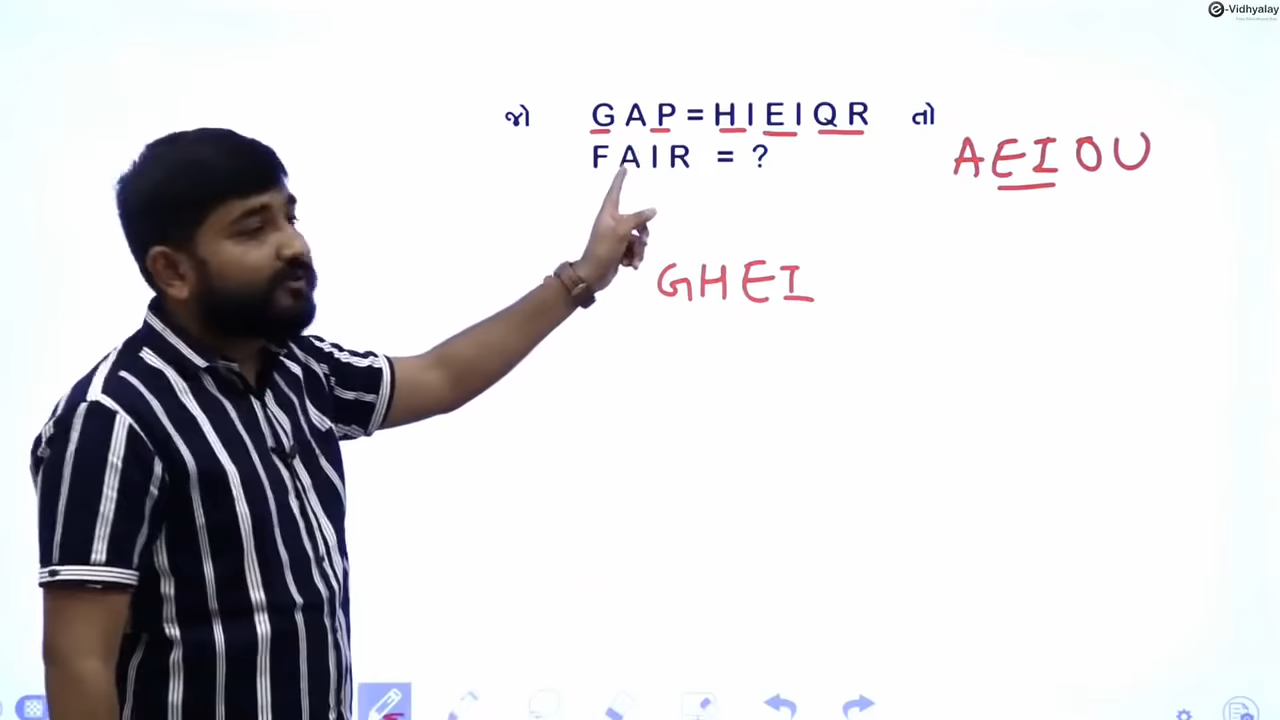 e-Vidhyalay
જો GAP = HIEIQR તો
FAIR = ?
AEIOU
GHEI